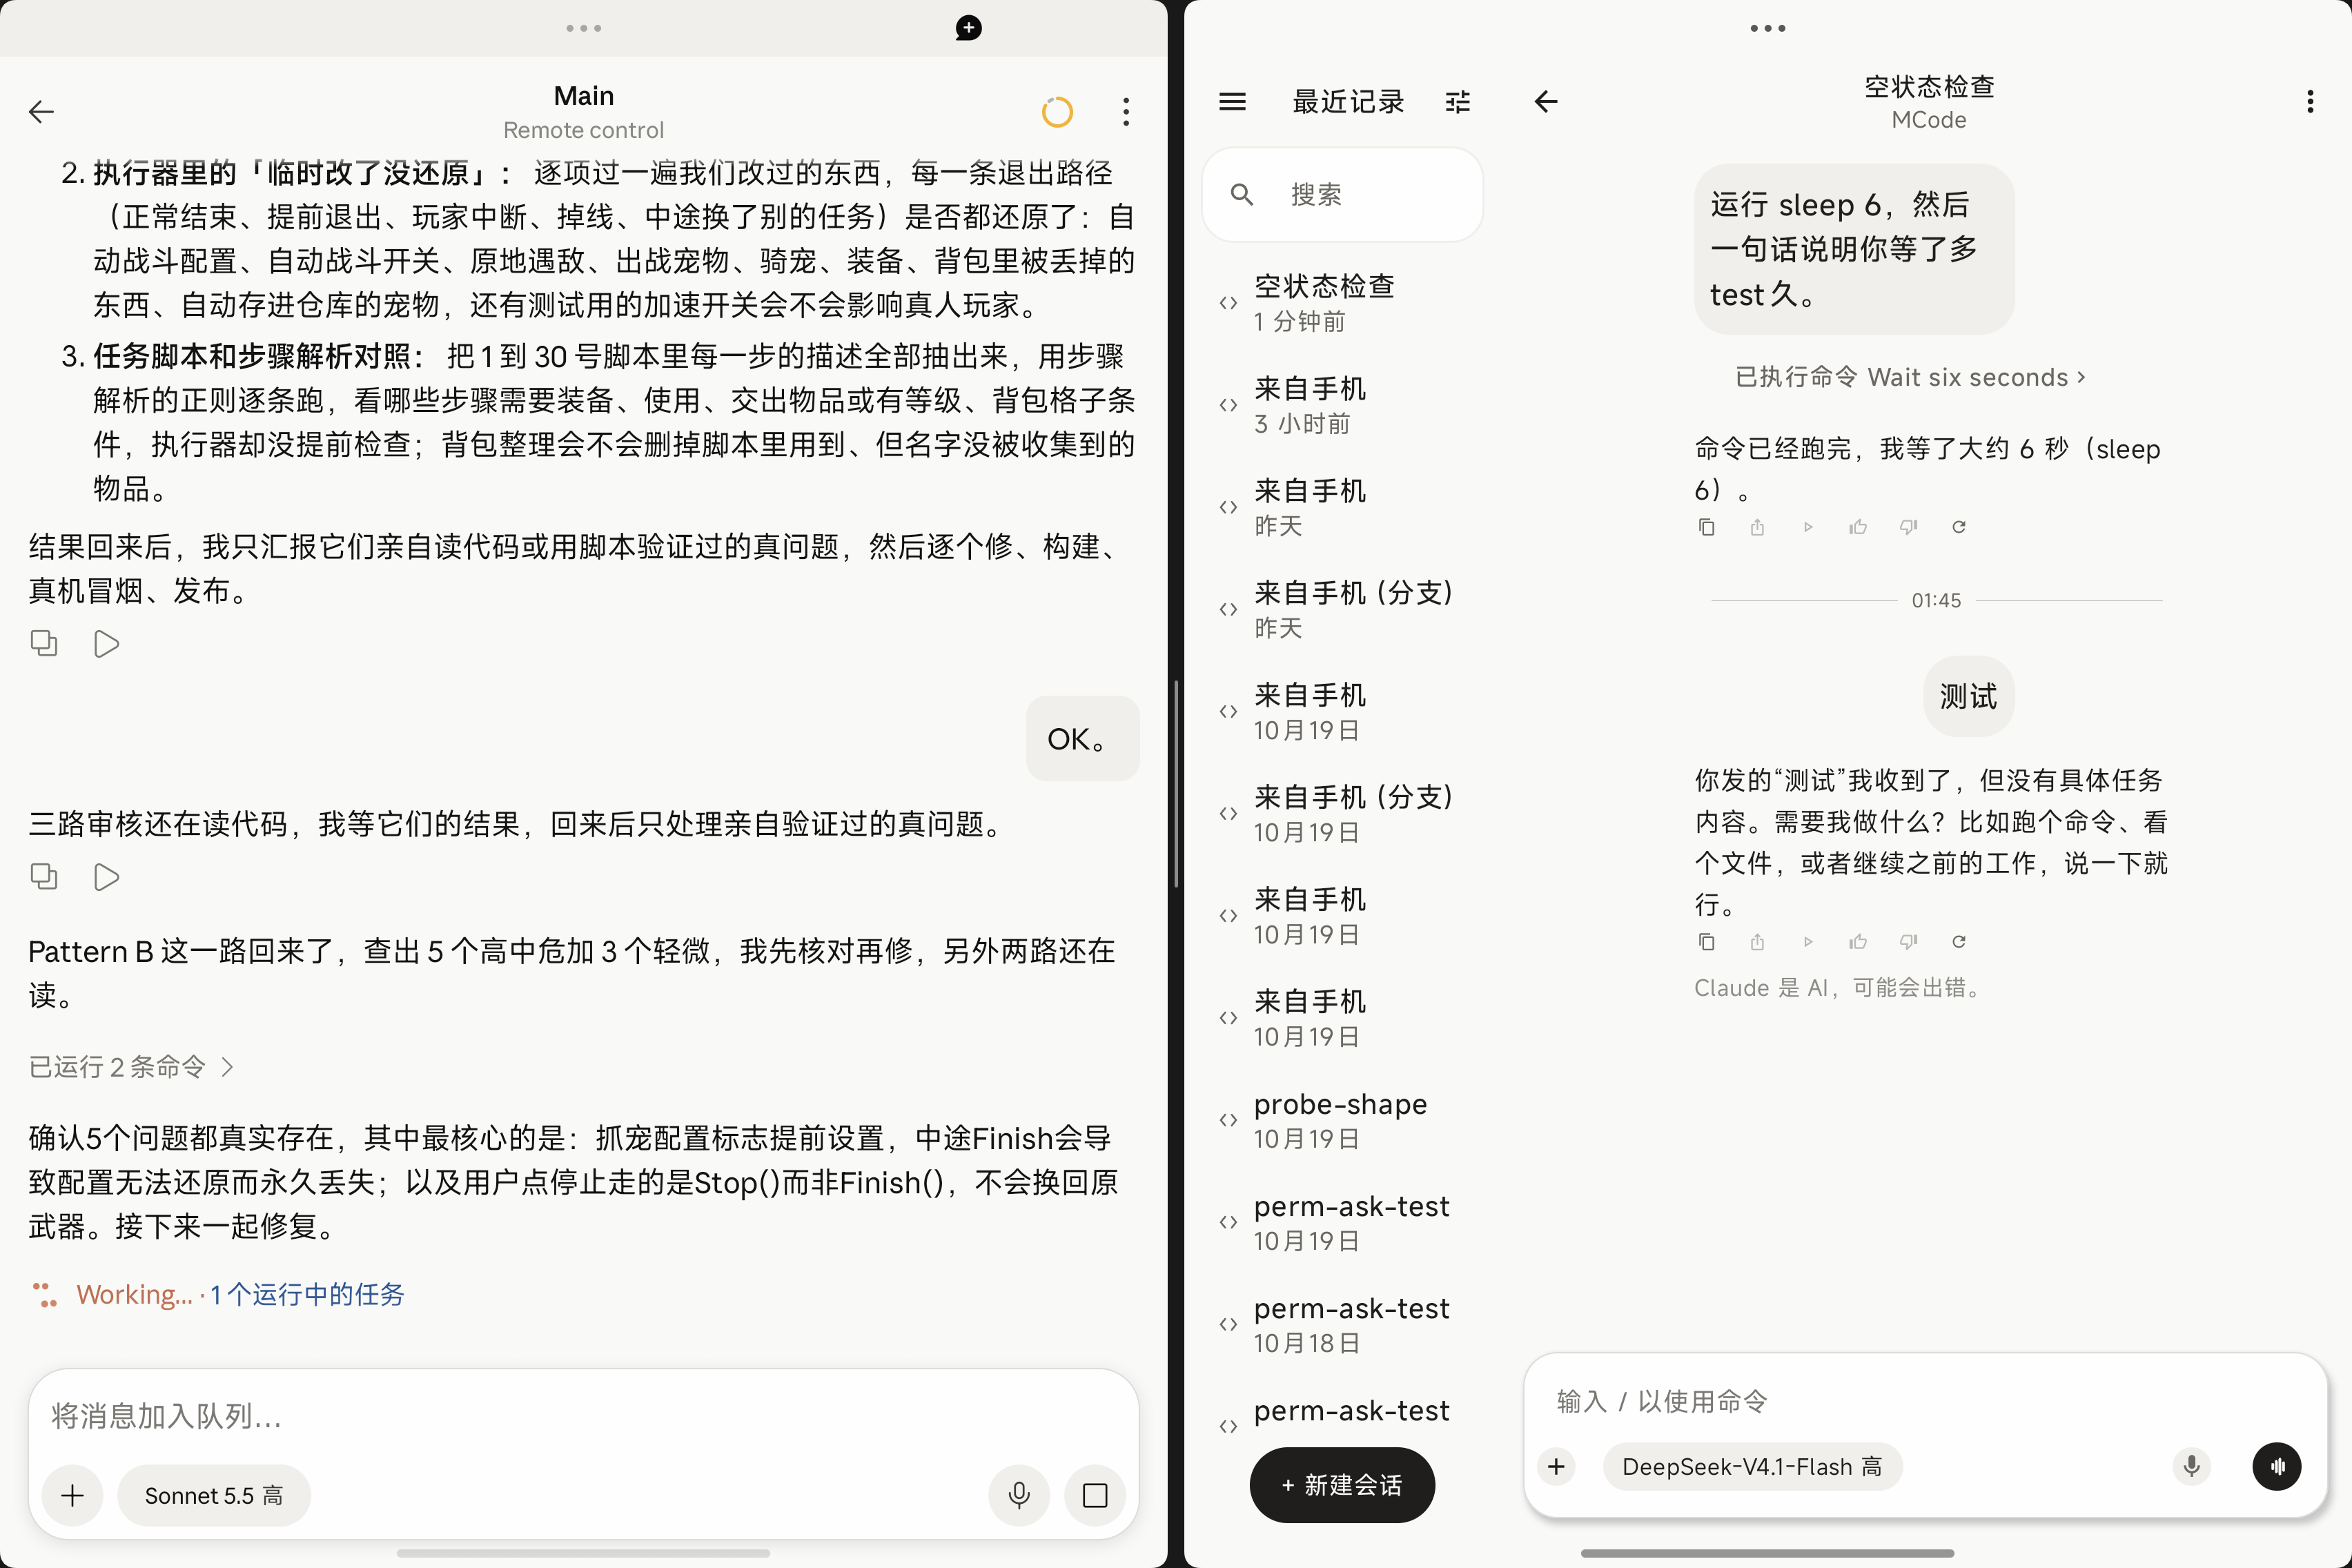 Main
Remote control
2. 执行器里的「临时改了没还原」： 逐项过一遍我们改过的东西，每一条退出路径
（正常结束、提前退出、玩家中断、掉线、中途换了别的任务）是否都还原了：自
动战斗配置、自动战斗开关、原地遇敌、出战宠物、骑宠、装备、背包里被丢掉的
东西、自动存进仓库的宠物，还有测试用的加速开关会不会影响真人玩家。
3. 任务脚本和步骤解析对照： 把 1 到 30 号脚本里每一步的描述全部抽出来，用步骤
解析的正则逐条跑，看哪些步骤需要装备、使用、交出物品或有等级、背包格子条
件，执行器却没提前检查；背包整理会不会删掉脚本里用到、但名字没被收集到的
物品。
结果回来后，我只汇报它们亲自读代码或用脚本验证过的真问题，然后逐个修、构建、
真机冒烟、发布。
OK。
三路审核还在读代码，我等它们的结果，回来后只处理亲自验证过的真问题。
Pattern B 这一路回来了，查出 5 个高中危加 3 个轻微，我先核对再修，另外两路还在
读。
已运行 2 条命令
确认5个问题都真实存在，其中最核心的是：抓宠配置标志提前设置，中途Finish会导
致配置无法还原而永久丢失；以及用户点停止走的是Stop()而非Finish()，不会换回原
武器。接下来一起修复。
Working... · 1 个运行中的任务
将消息加入队列...
Sonnet 5.5 高
最近记录
搜索
空状态检查
1 分钟前
来自手机
3 小时前
来自手机
昨天
来自手机 (分支)
昨天
来自手机
10月19日
来自手机 (分支)
10月19日
来自手机
10月19日
来自手机
10月19日
probe-shape
10月19日
perm-ask-test
10月19日
perm-ask-test
10月18日
perm-ask-test
+ 新建会话
空状态检查
MCode
运行 sleep 6，然后
一句话说明你等了多
test久。
已执行命令 Wait six seconds
命令已经跑完，我等了大约 6 秒（sleep
6）。
01:45
测试
你发的“测试”我收到了，但没有具体任务
内容。需要我做什么？比如跑个命令、看
个文件，或者继续之前的工作，说一下就
行。
Claude 是 AI，可能会出错。
输入 / 以使用命令
DeepSeek-V4.1-Flash 高